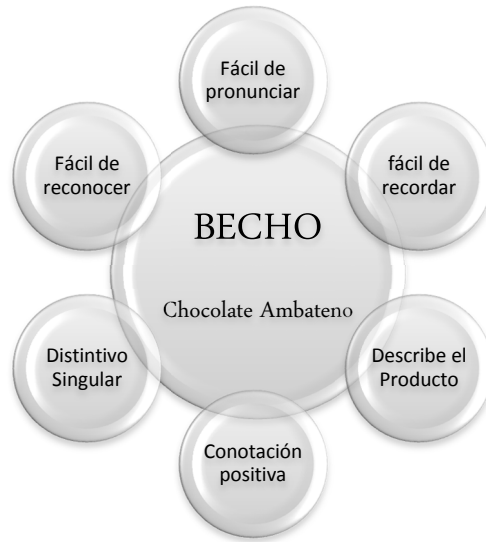 Fácil de
pronunciar
Fácil de
reconocer
fácil de
recordar
BECHO
Chocolate Ambateno
Distintivo
Singular
Describe el
Producto
Conotación
positiva